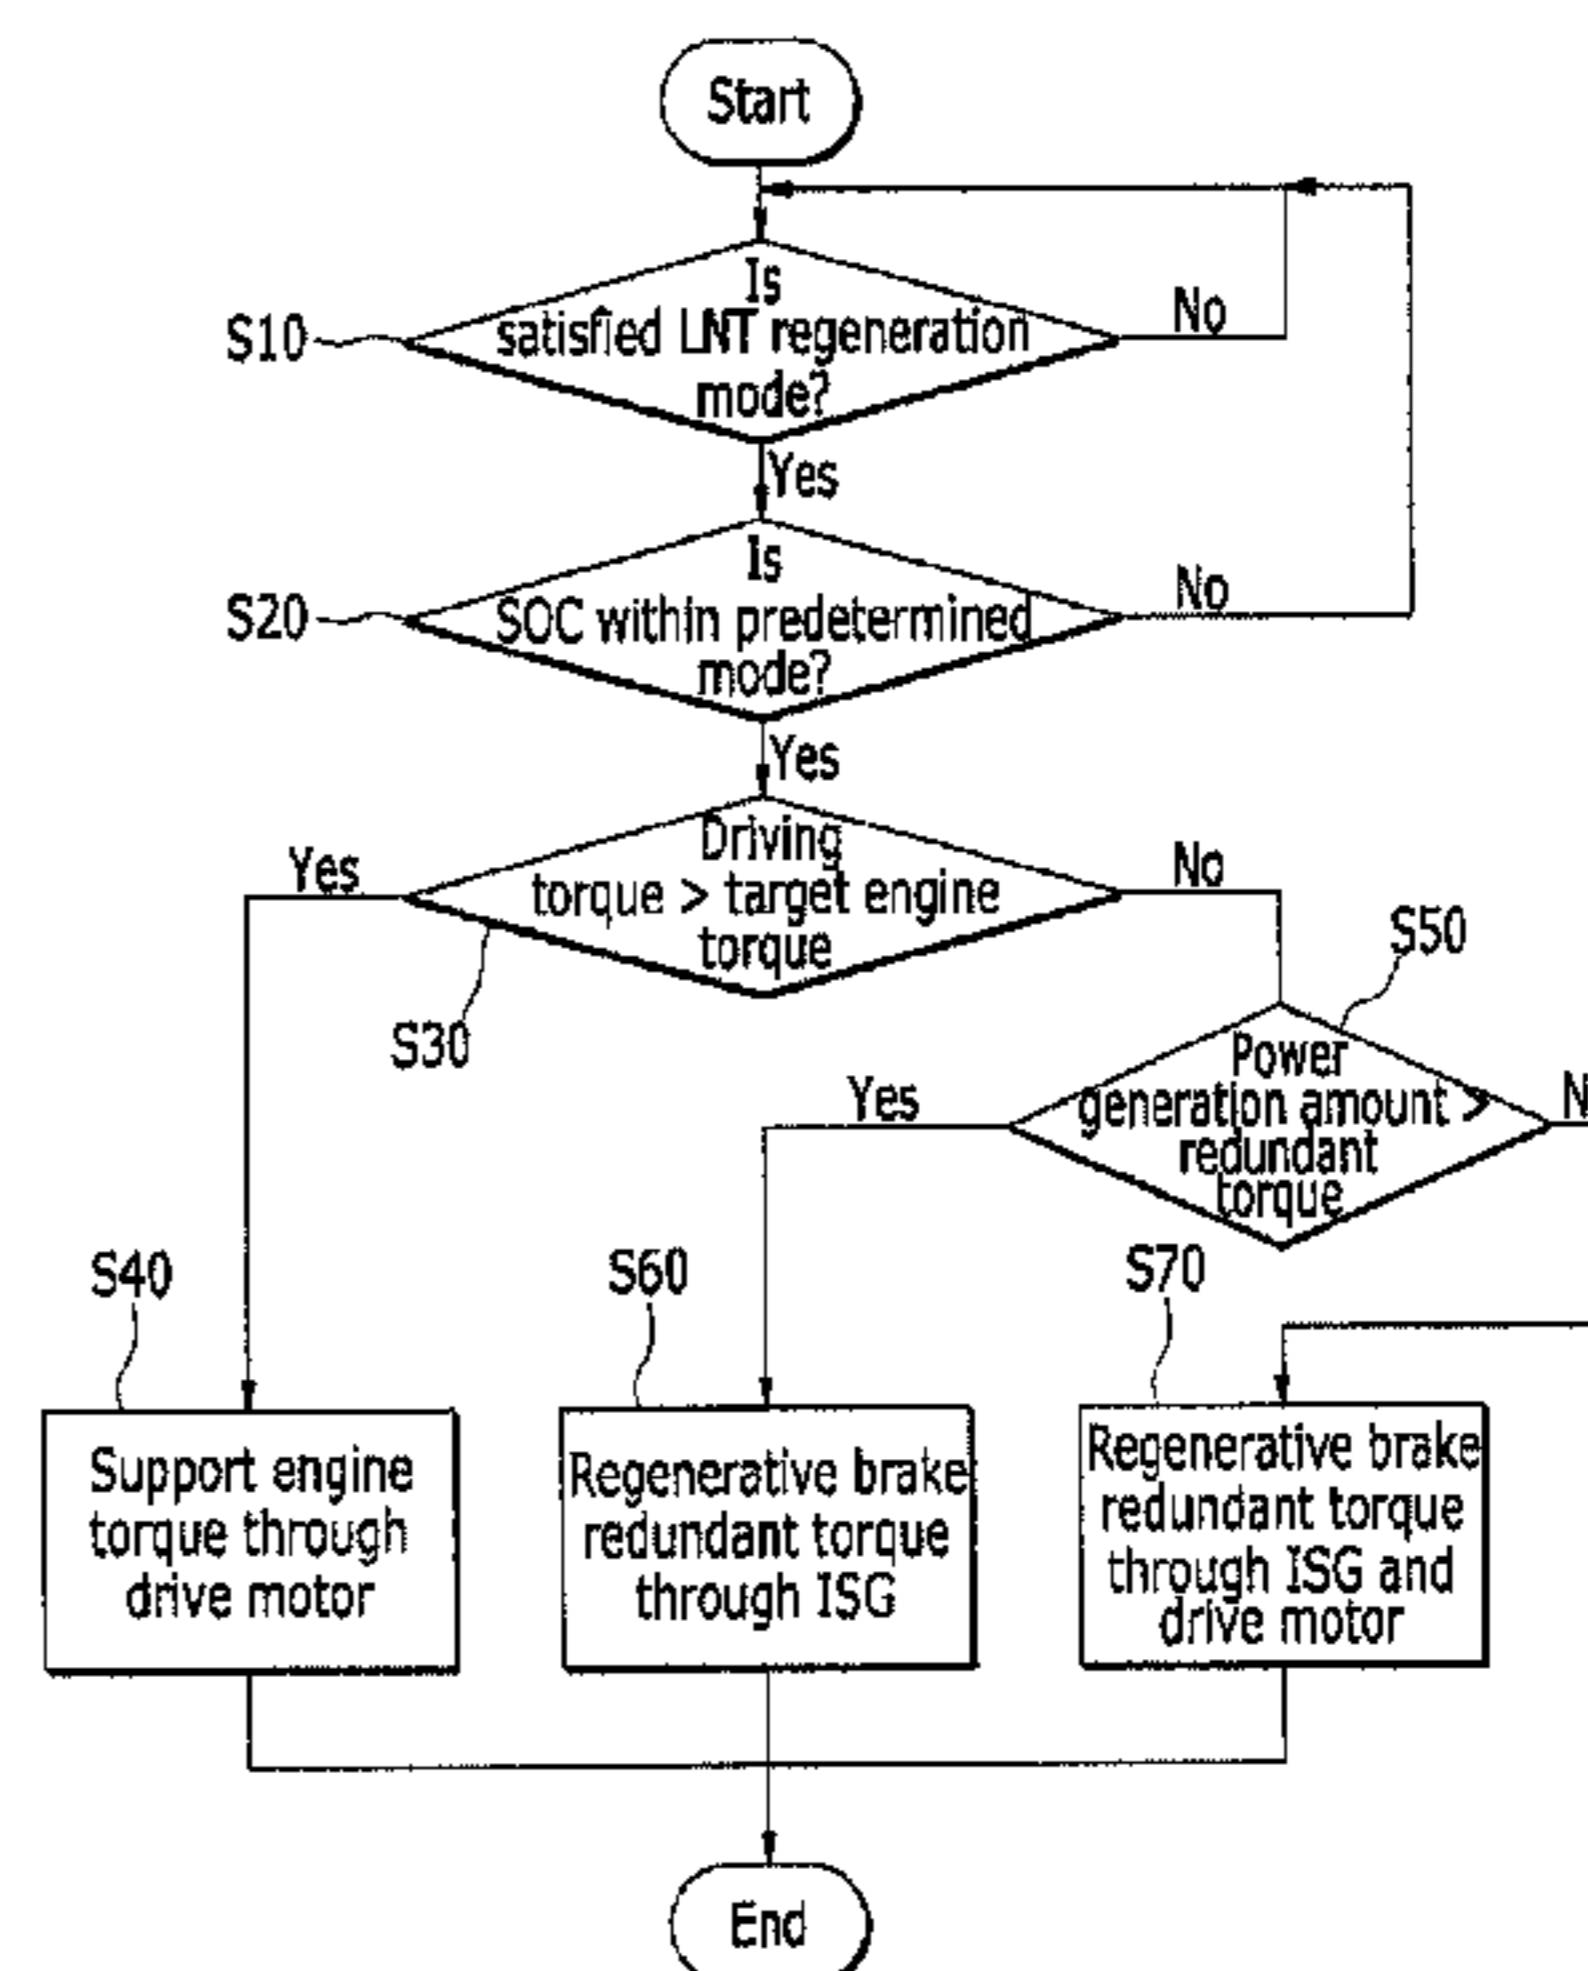 Start
Is
satisfied LNT regeneration
mode?
S10
No
Yes
Is
SOC within predetermined
mode?
S20
No
Yes
Driving
torque > target engine
torque
Yes
No
S30
S50
Power
generation amount >
redundant
torque
Yes
N
S40
S60
S70
Support engine
torque through
drive motor
Regenerative brake
redundant torque
through ISG
Regenerative brake
redundant torque
through ISG and
drive motor
End